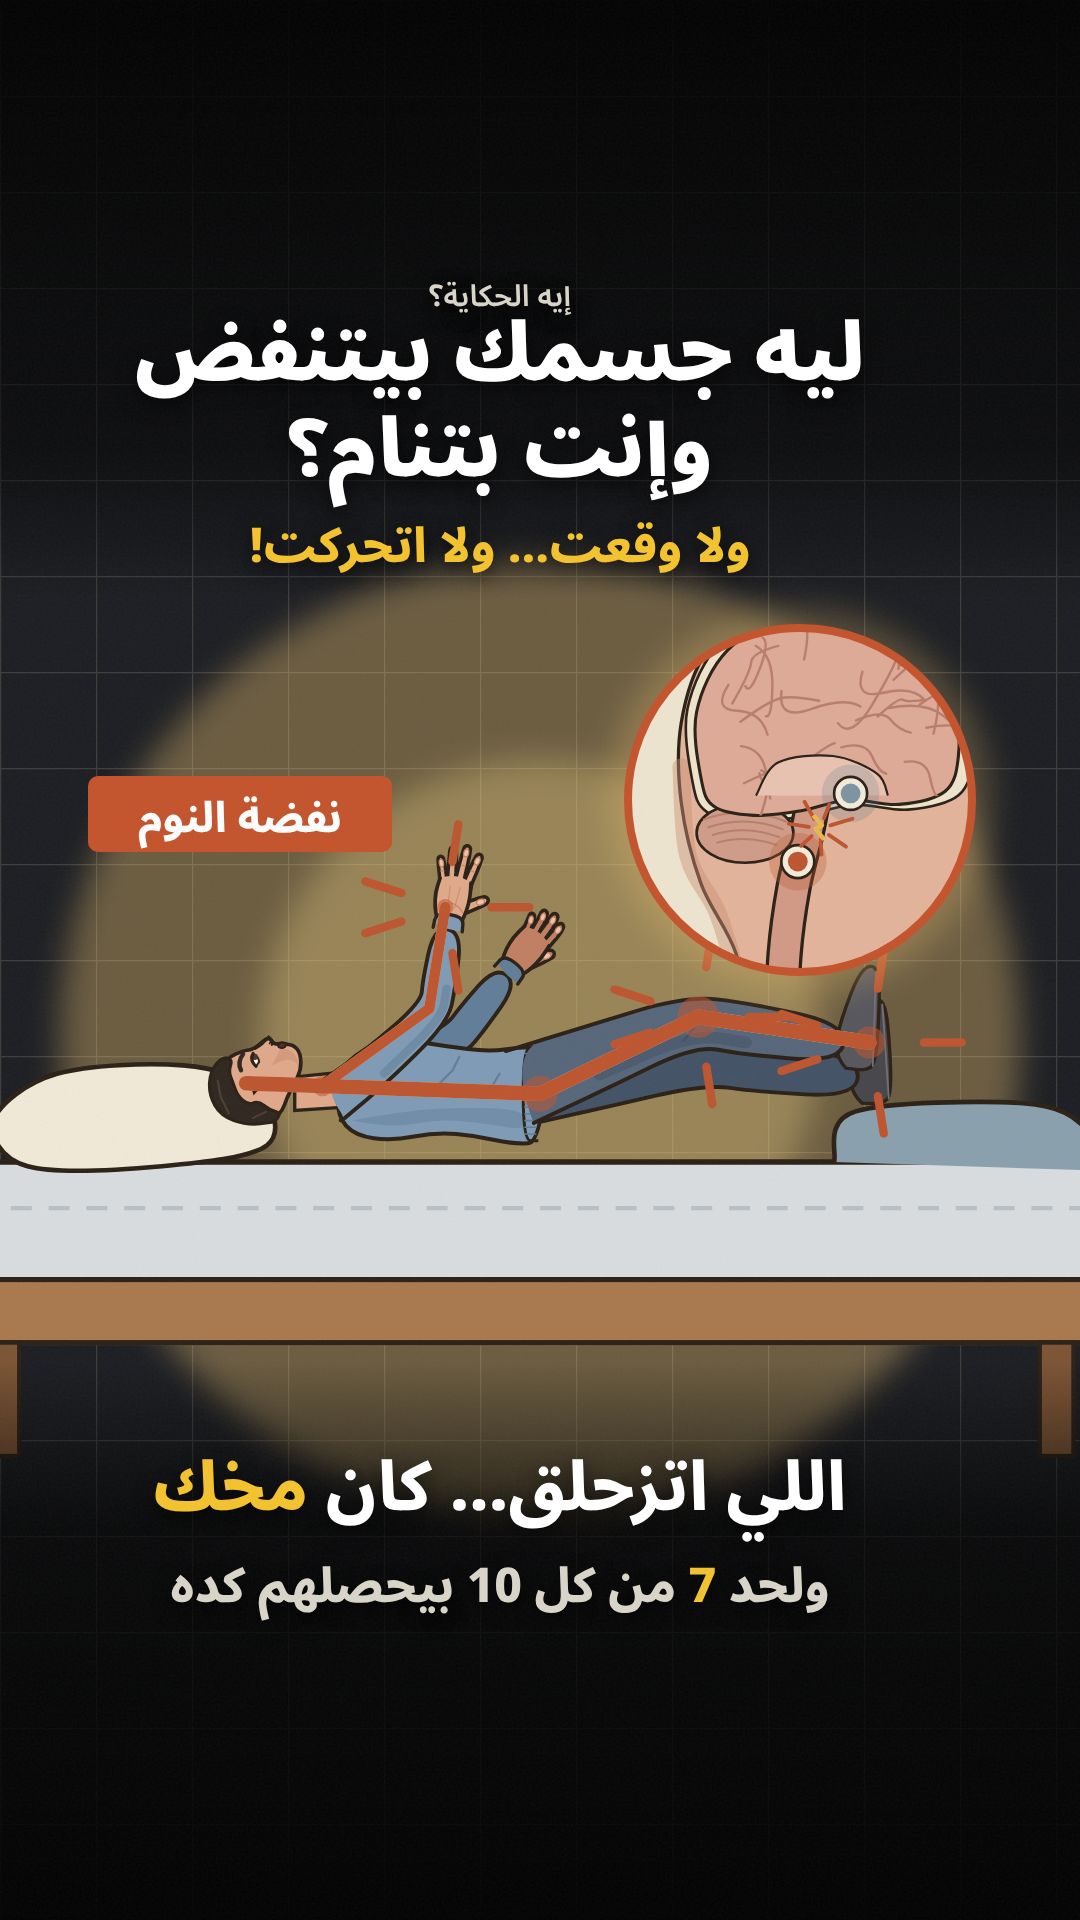 إيه الحكاية؟
ليه جسمك بيتنفض
وإنت بتنام؟
ولا وقعت... ولا اتحركت!
نفضة النوم
اللي اتزحلق... كان مخك
ولحد 7 من كل 10 بيحصلهم كده